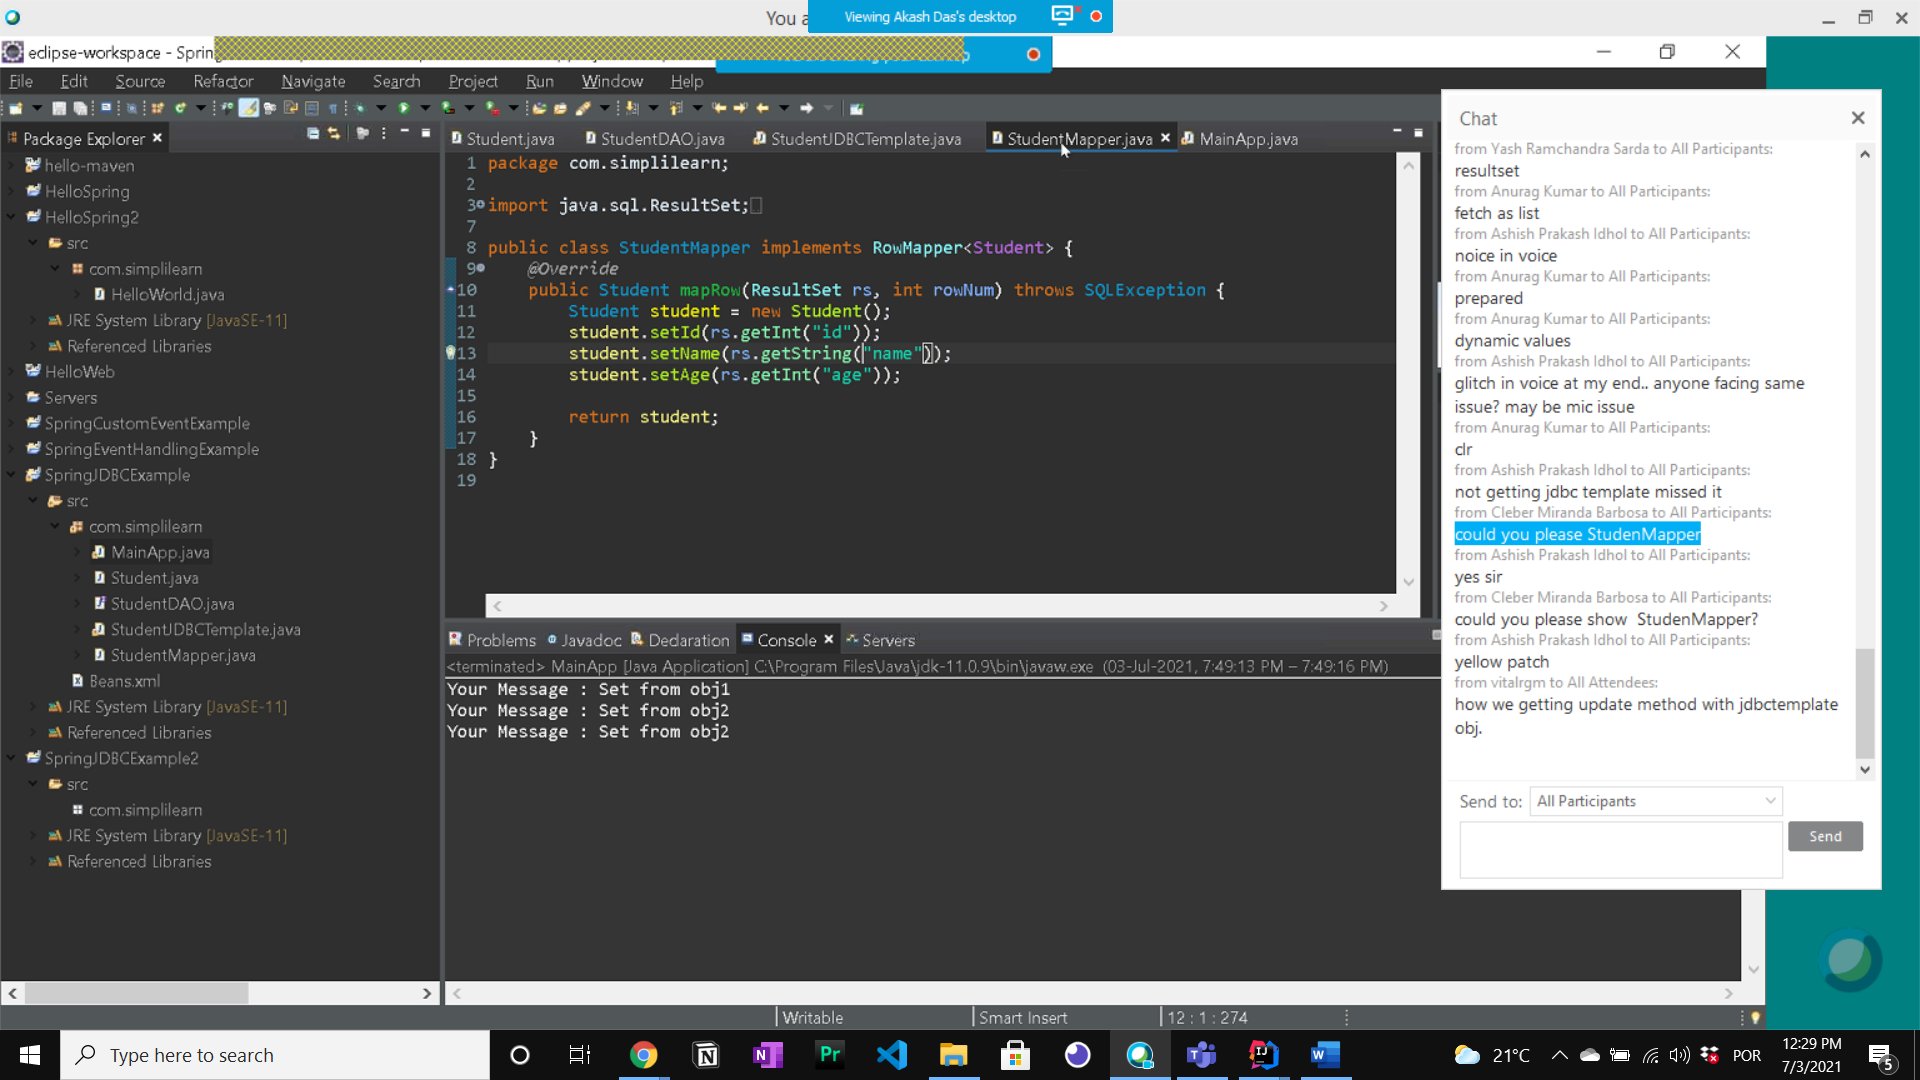 You a
Viewing Akash Das's desktop
eclipse-workspace - Sprin
File Edit Source Refactor Navigate Search Project Run Window Help
Package Explorer
hello-maven
HelloSpring
HelloSpring2
src
com.simplilearn
HelloWorld.java
JRE System Library [JavaSE-11]
Referenced Libraries
HelloWeb
Servers
SpringCustomEventExample
SpringEventHandlingExample
SpringJDBCExample
src
com.simplilearn
MainApp.java
Student.java
StudentDAO.java
StudentJDBCTemplate.java
StudentMapper.java
Beans.xml
JRE System Library [JavaSE-11]
Referenced Libraries
SpringJDBCExample2
src
com.simplilearn
JRE System Library [JavaSE-11]
Referenced Libraries
Student.java StudentDAO.java StudentJDBCTemplate.java StudentMapper.java MainApp.java
1 package com.simplilearn;
2
3 import java.sql.ResultSet;
7
8 public class StudentMapper implements RowMapper<Student> {
9 @Override
10 public Student mapRow(ResultSet rs, int rowNum) throws SQLException {
11 Student student = new Student();
12 student.setId(rs.getInt("id"));
13 student.setName(rs.getString("name"));
14 student.setAge(rs.getInt("age"));
15
16 return student;
17 }
18 }
19
Problems Javadoc Declaration Console Servers
<terminated> MainApp [Java Application] C:\Program Files\Java\jdk-11.0.9\bin\javaw.exe (03-Jul-2021, 7:49:13 PM – 7:49:16 PM)
Your Message : Set from obj1
Your Message : Set from obj2
Your Message : Set from obj2
Writable Smart Insert 12 : 1 : 274
Chat
from Yash Ramchandra Sarda to All Participants:
resultset
from Anurag Kumar to All Participants:
fetch as list
from Ashish Prakash Idhol to All Participants:
noice in voice
from Anurag Kumar to All Participants:
prepared
from Anurag Kumar to All Participants:
dynamic values
from Ashish Prakash Idhol to All Participants:
glitch in voice at my end.. anyone facing same
issue? may be mic issue
from Anurag Kumar to All Participants:
clr
from Ashish Prakash Idhol to All Participants:
not getting jdbc template missed it
from Cleber Miranda Barbosa to All Participants:
could you please StudenMapper
from Ashish Prakash Idhol to All Participants:
yes sir
from Cleber Miranda Barbosa to All Participants:
could you please show StudenMapper?
from Ashish Prakash Idhol to All Participants:
yellow patch
from vitalrgm to All Attendees:
how we getting update method with jdbctemplate
obj.
Send to: All Participants
Send
Type here to search
Pr
21°C
POR
12:29 PM
7/3/2021
5